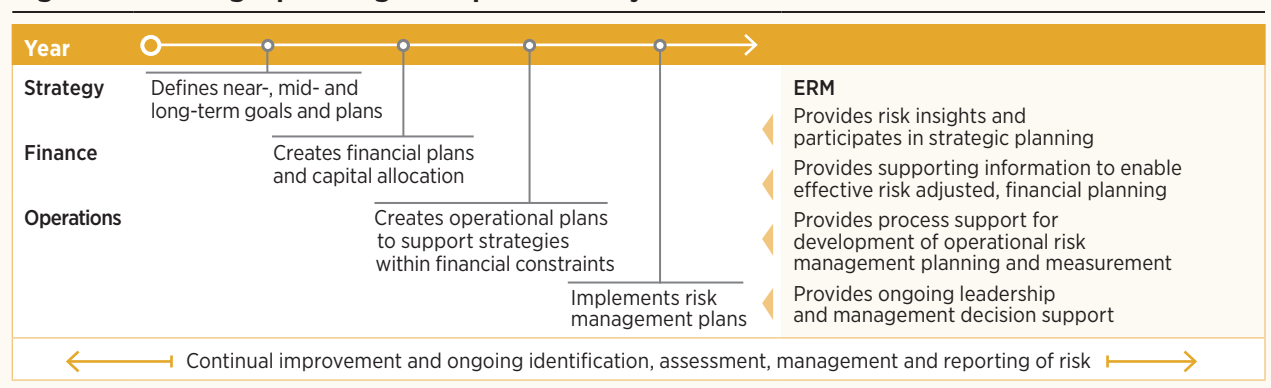 Year
Strategy
Defines near-, mid- and
long-term goals and plans
Finance
Creates financial plans
and capital allocation
Operations
Creates operational plans
to support strategies
within financial constraints
Implements risk
management plans
ERM
Provides risk insights and
participates in strategic planning
Provides supporting information to enable
effective risk adjusted, financial planning
Provides process support for
development of operational risk
management planning and measurement
Provides ongoing leadership
and management decision support
Continual improvement and ongoing identification, assessment, management and reporting of risk